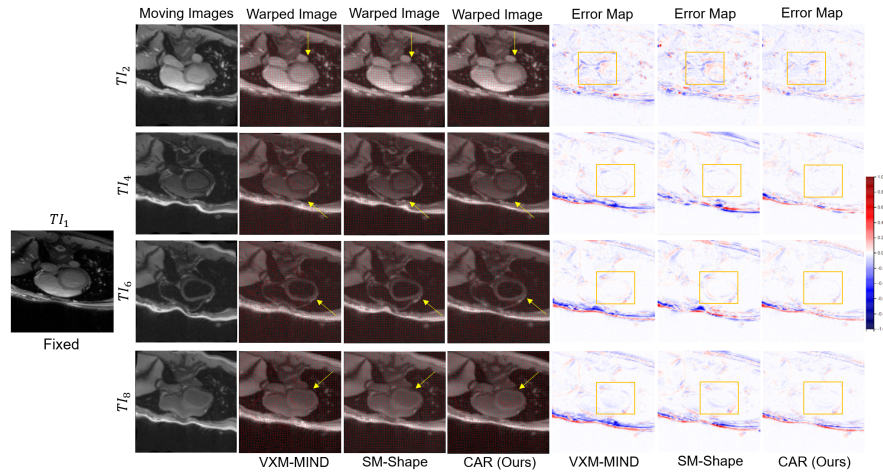 Moving Images Warped Image Warped Image Warped Image Error Map Error Map Error Map
TI2
TI4
TI1
TI6
Fixed
TI8
VXM-MIND SM-Shape CAR (Ours) VXM-MIND SM-Shape CAR (Ours)